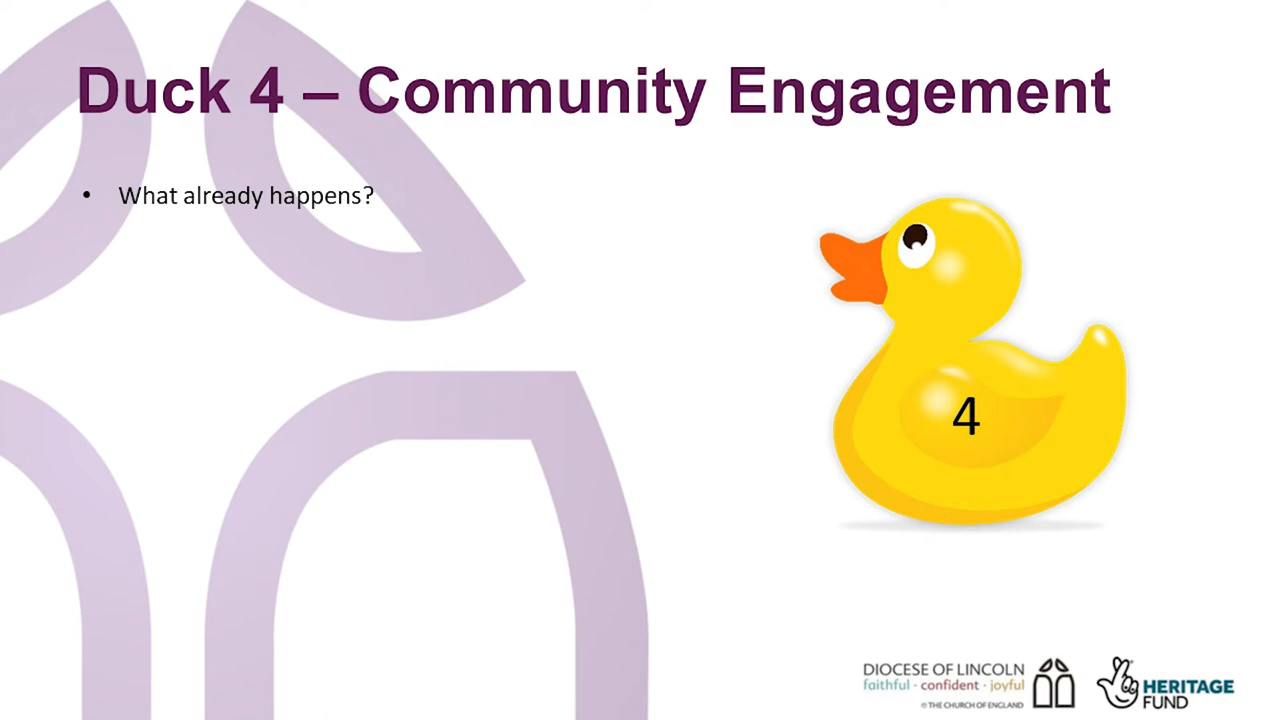 Duck 4 – Community Engagement
• What already happens?
4
DIOCESE OF LINCOLN
faithful · confident · joyful
© THE CHURCH OF ENGLAND
HERITAGE
FUND